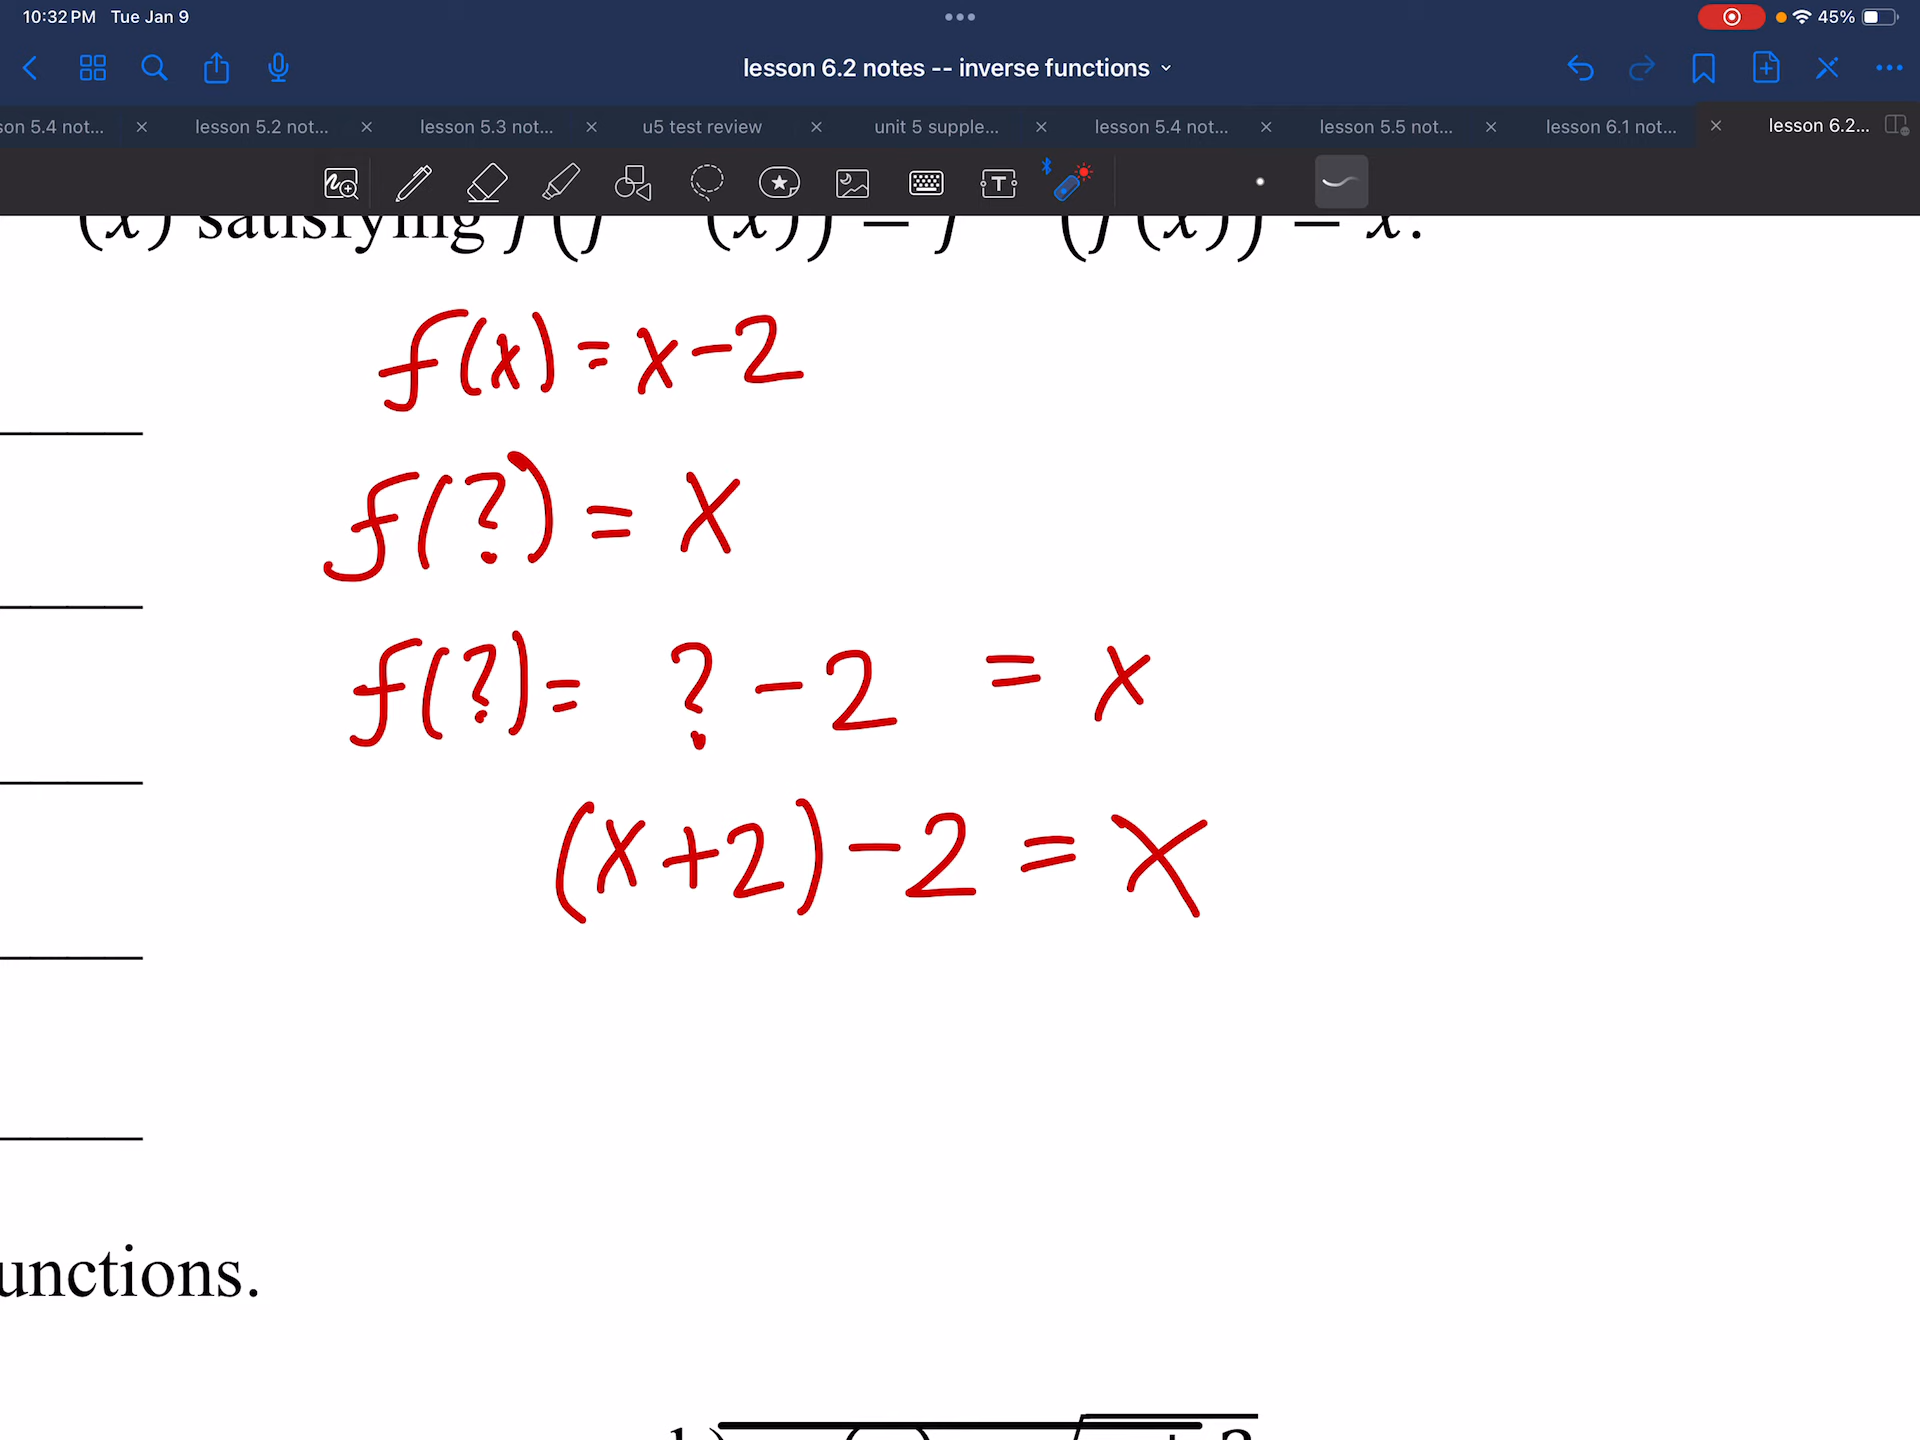 10:32 PM Tue Jan 9
45%
lesson 6.2 notes -- inverse functions
son 5.4 not... lesson 5.2 not... lesson 5.3 not... u5 test review unit 5 supple... lesson 5.4 not... lesson 5.5 not... lesson 6.1 not... lesson 6.2...
(x) satisfying f(f (x)) = f (f(x)) = x.
f(x) = x - 2
f(?) = x
f(?) = ? - 2 = x
(x+2) - 2 = x
unctions.